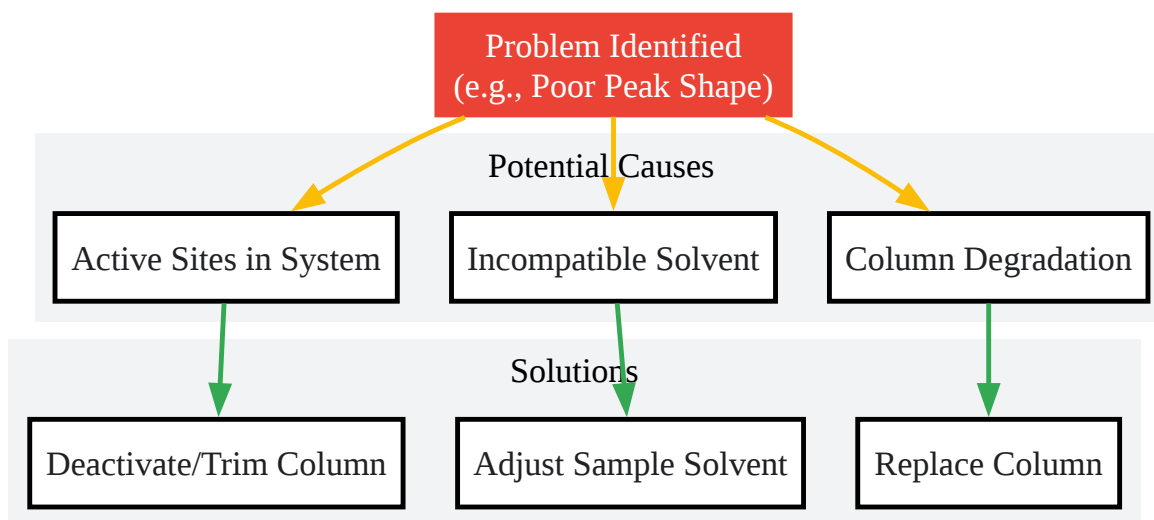 Problem Identified
(e.g., Poor Peak Shape)
Potential Causes
Active Sites in System
Incompatible Solvent
Column Degradation
Solutions
Deactivate/Trim Column
Adjust Sample Solvent
Replace Column